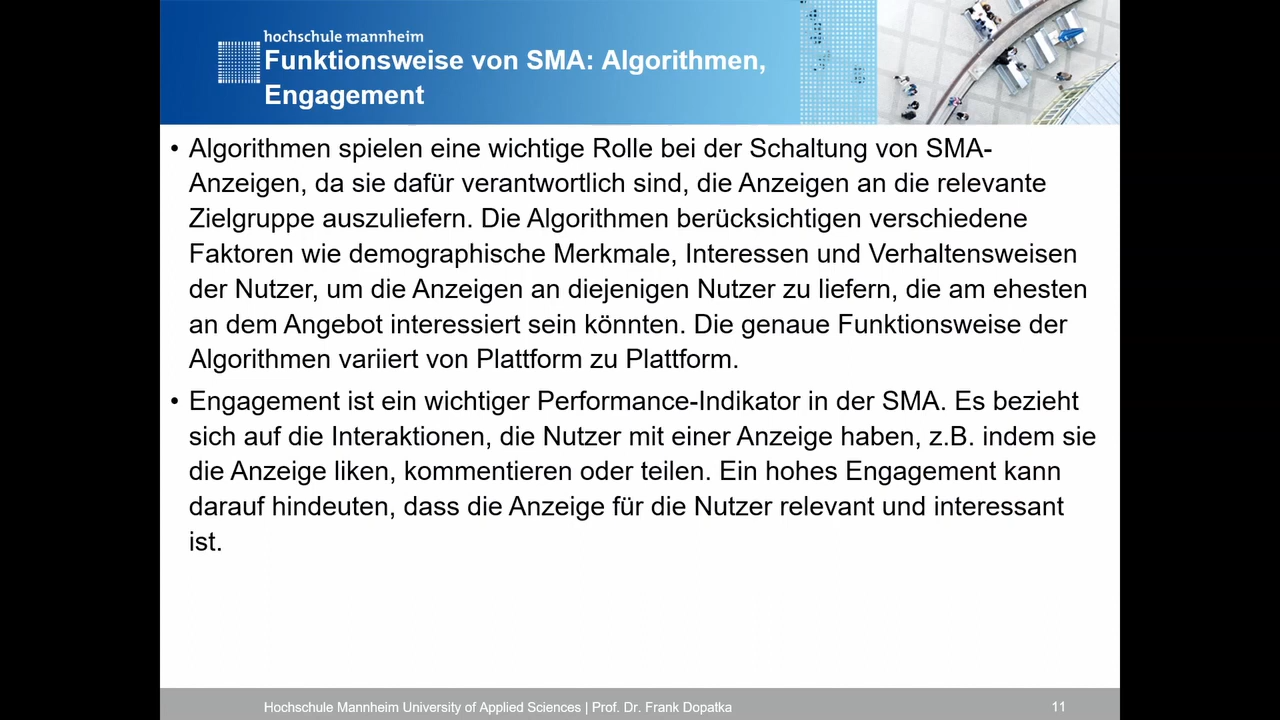 hochschule mannheim
Funktionsweise von SMA: Algorithmen,
Engagement
• Algorithmen spielen eine wichtige Rolle bei der Schaltung von SMA-
Anzeigen, da sie dafür verantwortlich sind, die Anzeigen an die relevante
Zielgruppe auszuliefern. Die Algorithmen berücksichtigen verschiedene
Faktoren wie demographische Merkmale, Interessen und Verhaltensweisen
der Nutzer, um die Anzeigen an diejenigen Nutzer zu liefern, die am ehesten
an dem Angebot interessiert sein könnten. Die genaue Funktionsweise der
Algorithmen variiert von Plattform zu Plattform.
• Engagement ist ein wichtiger Performance-Indikator in der SMA. Es bezieht
sich auf die Interaktionen, die Nutzer mit einer Anzeige haben, z.B. indem sie
die Anzeige liken, kommentieren oder teilen. Ein hohes Engagement kann
darauf hindeuten, dass die Anzeige für die Nutzer relevant und interessant
ist.
Hochschule Mannheim University of Applied Sciences | Prof. Dr. Frank Dopatka
11